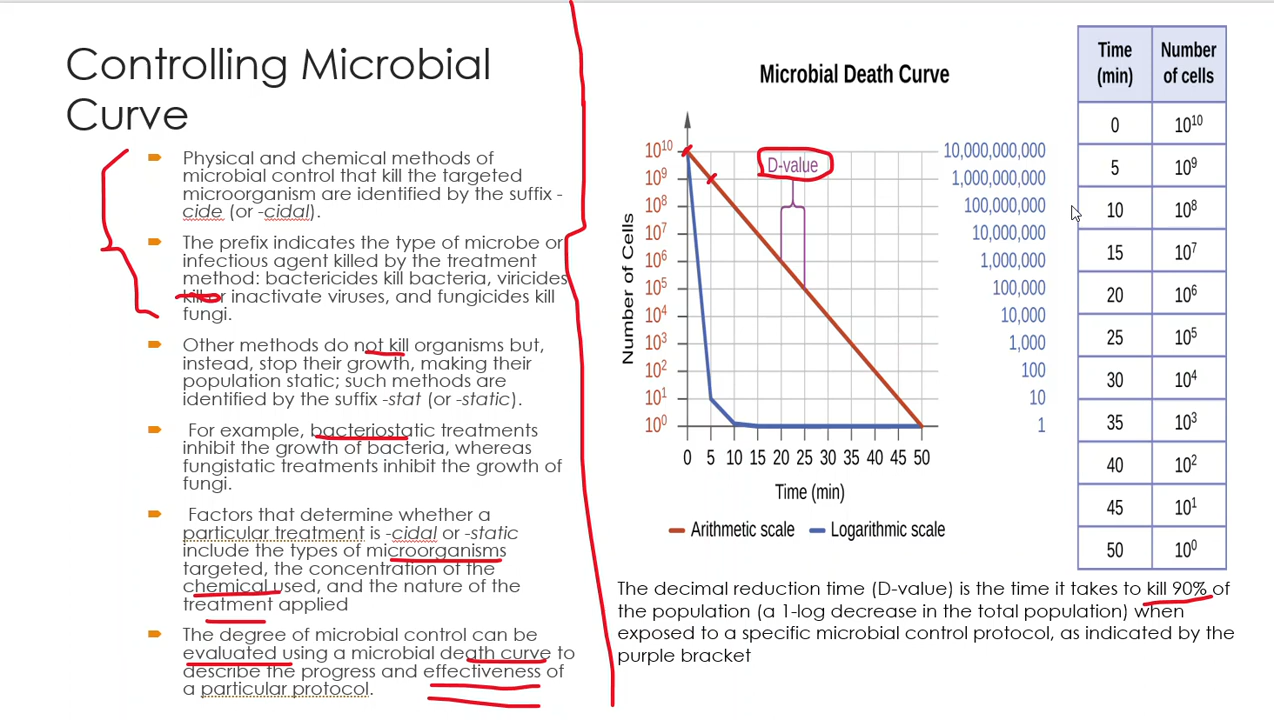 Controlling Microbial
Curve
Physical and chemical methods of
microbial control that kill the targeted
microorganism are identified by the suffix -
cide (or -cidal).
The prefix indicates the type of microbe or
infectious agent killed by the treatment
method: bactericides kill bacteria, viricides
kill or inactivate viruses, and fungicides kill
fungi.
Other methods do not kill organisms but,
instead, stop their growth, making their
population static; such methods are
identified by the suffix -stat (or -static).
For example, bacteriostatic treatments
inhibit the growth of bacteria, whereas
fungistatic treatments inhibit the growth of
fungi.
Factors that determine whether a
particular treatment is -cidal or -static
include the types of microorganisms
targeted, the concentration of the
chemical used, and the nature of the
treatment applied
The degree of microbial control can be
evaluated using a microbial death curve to
describe the progress and effectiveness of
a particular protocol.
Microbial Death Curve
Number of Cells
10¹⁰ 10,000,000,000
10⁹ 1,000,000,000
10⁸ 100,000,000
10⁷ 10,000,000
10⁶ 1,000,000
10⁵ 100,000
10⁴ 10,000
10³ 1,000
10² 100
10¹ 10
10⁰ 1
D-value
0 5 10 15 20 25 30 35 40 45 50
Time (min)
Arithmetic scale Logarithmic scale
The decimal reduction time (D-value) is the time it takes to kill 90% of
the population (a 1-log decrease in the total population) when
exposed to a specific microbial control protocol, as indicated by the
purple bracket
Time Number
(min) of cells
0 10¹⁰
5 10⁹
10 10⁸
15 10⁷
20 10⁶
25 10�5
30 10⁴
35 10³
40 10²
45 10¹
50 10⁰